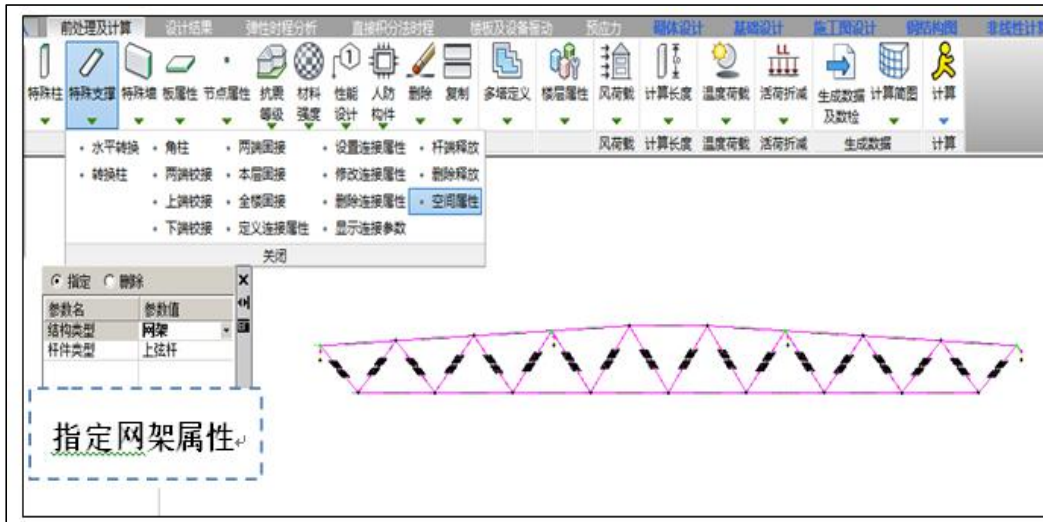 前处理及计算 设计结果 弹性时程分析 直接积分法时程 楼板及设备振动 预应力 砌体设计 基础设计 施工图设计 钢结构图 非线性计算
特殊柱 特殊支撑 特殊墙 板属性 节点属性 抗震等级 材料强度 性能设计 人防构件 删除 复制 多塔定义 楼层属性 风荷载 计算长度 温度荷载 活荷折减 生成数据及数检 计算简图 计算
风荷载 计算长度 温度荷载 活荷折减 生成数据 计算
水平转换 角柱 两端固接 设置连接属性 杆端释放
转换柱 两端铰接 本层固接 修改连接属性 删除释放
上端铰接 全楼固接 删除连接属性 空间属性
下端铰接 定义连接属性 显示连接参数
关闭
指定 删除
参数名 参数值
结构类型 网架
杆件类型 上弦杆
指定网架属性